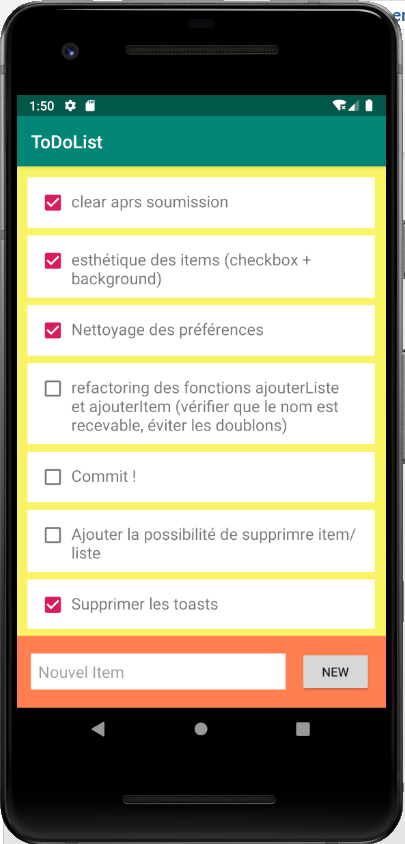 1:50
ToDoList
clear aprs soumission
esthétique des items (checkbox +
background)
Nettoyage des préférences
refactoring des fonctions ajouterListe
et ajouterItem (vérifier que le nom est
recevable, éviter les doublons)
Commit !
Ajouter la possibilité de supprimre item/
liste
Supprimer les toasts
Nouvel Item
NEW